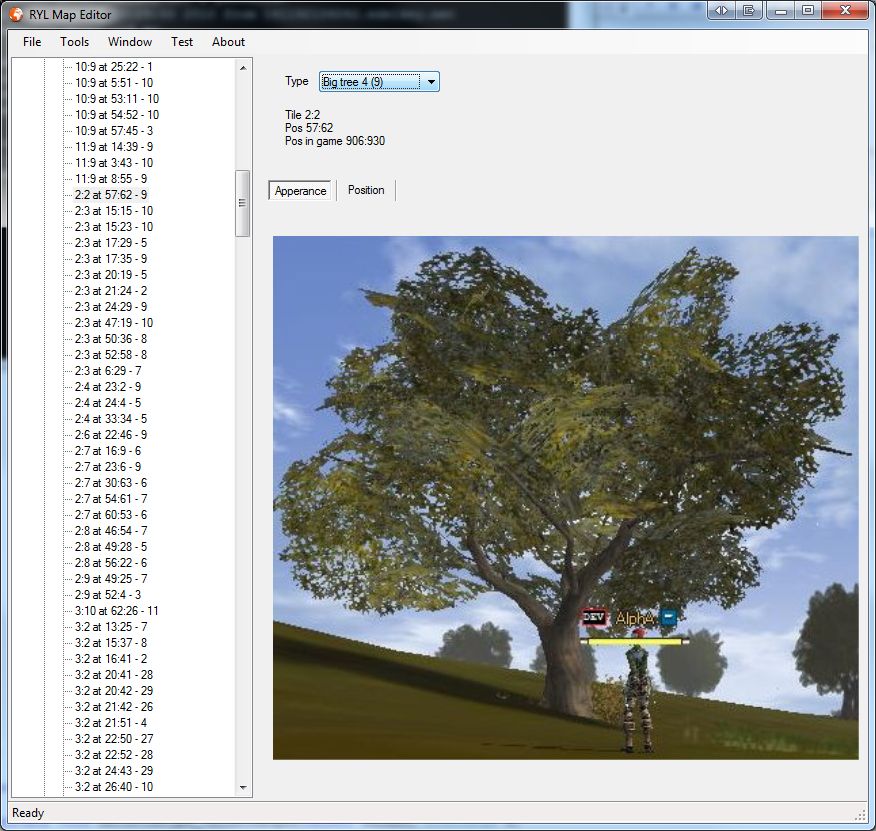 RYL Map Editor
File Tools Window Test About
10:9 at 25:22 - 1
10:9 at 5:51 - 10
10:9 at 53:11 - 10
10:9 at 54:52 - 10
10:9 at 57:45 - 3
11:9 at 14:39 - 9
11:9 at 3:43 - 10
11:9 at 8:55 - 9
2:2 at 57:62 - 9
2:3 at 15:15 - 10
2:3 at 15:23 - 10
2:3 at 17:29 - 5
2:3 at 17:35 - 9
2:3 at 20:19 - 5
2:3 at 21:24 - 2
2:3 at 24:29 - 9
2:3 at 47:19 - 10
2:3 at 50:36 - 8
2:3 at 52:58 - 8
2:3 at 6:29 - 7
2:4 at 23:2 - 9
2:4 at 24:4 - 5
2:4 at 33:34 - 5
2:6 at 22:46 - 9
2:7 at 16:9 - 6
2:7 at 23:6 - 9
2:7 at 30:63 - 6
2:7 at 54:61 - 7
2:7 at 60:53 - 6
2:8 at 46:54 - 7
2:8 at 49:28 - 5
2:8 at 56:22 - 6
2:9 at 49:25 - 7
2:9 at 52:4 - 3
3:10 at 62:26 - 11
3:2 at 13:25 - 7
3:2 at 15:37 - 8
3:2 at 16:41 - 2
3:2 at 20:41 - 28
3:2 at 20:42 - 29
3:2 at 21:42 - 26
3:2 at 21:51 - 4
3:2 at 22:50 - 27
3:2 at 22:52 - 28
3:2 at 24:43 - 29
3:2 at 26:40 - 10
Type Big tree 4 (9)
Tile 2:2
Pos 57:62
Pos in game 906:930
Apperance Position
DEV AlphA
Ready